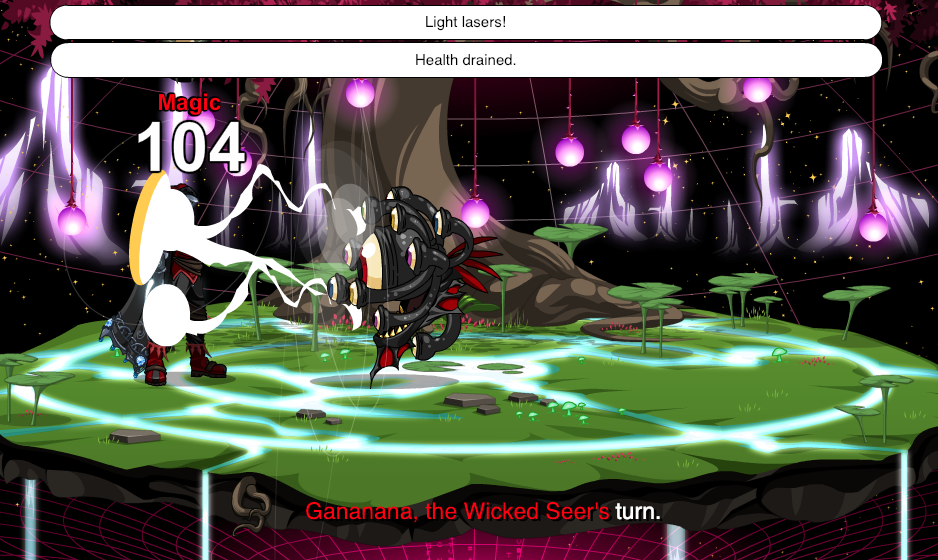 Light lasers!
Health drained.
Magic
104
Gananana, the Wicked Seer's turn.